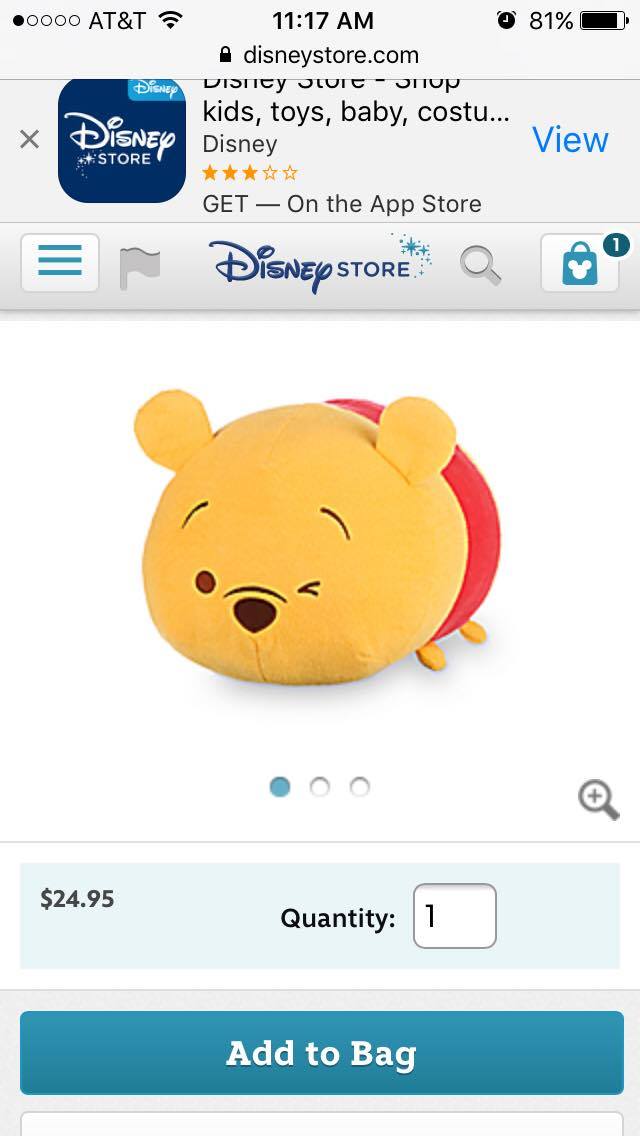 AT&T 11:17 AM 81%
disneystore.com
Disney
Disney Store - Shop
kids, toys, baby, costu...
Disney
STORE
View
Disney
GET — On the App Store
Disney STORE
1
$24.95
Quantity: 1
Add to Bag